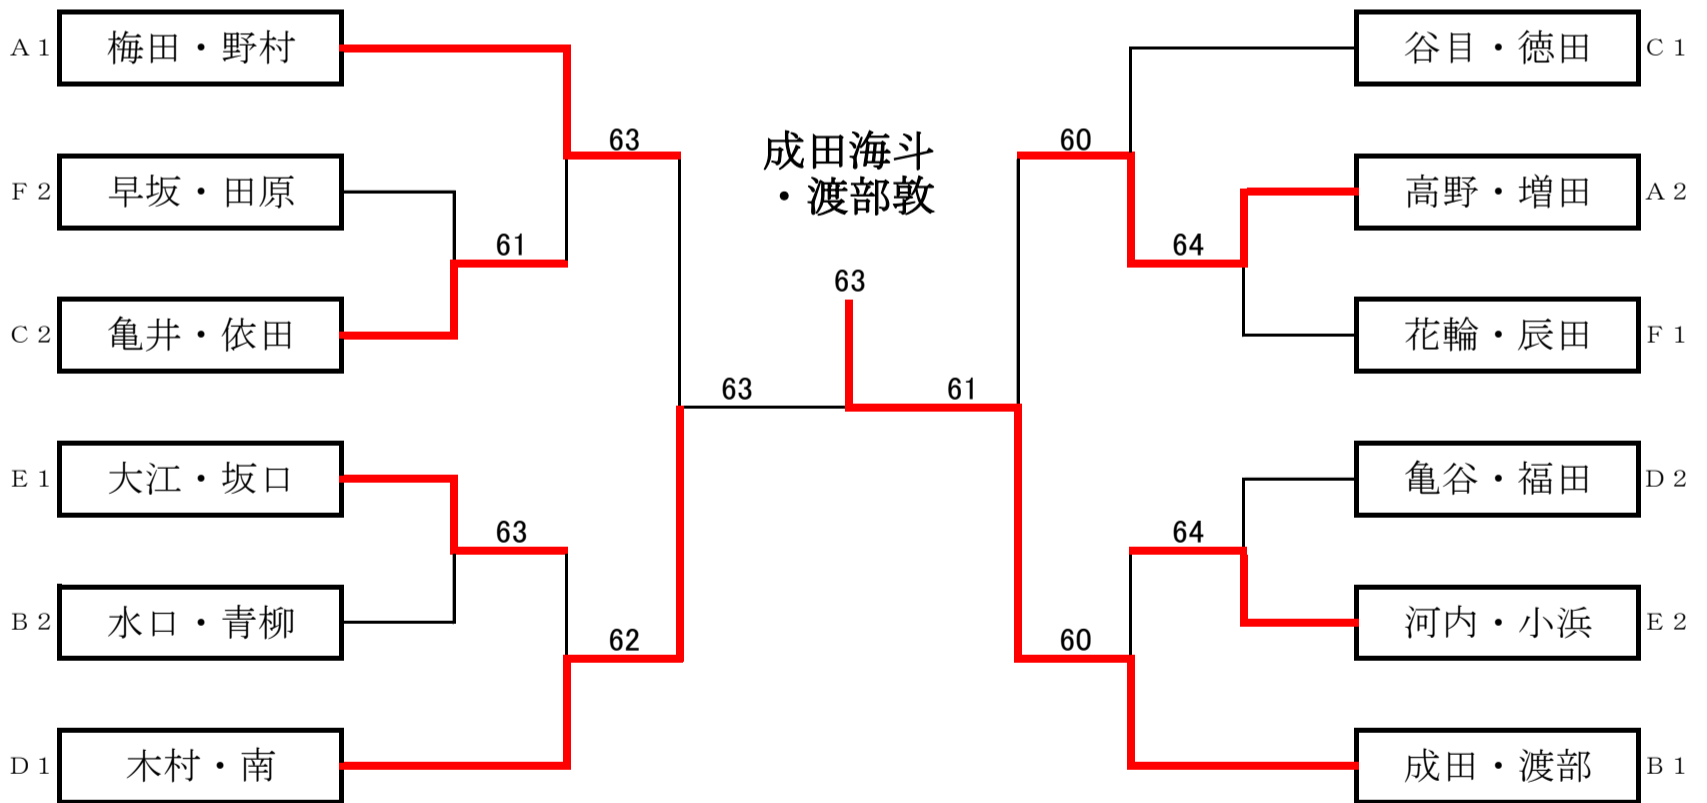 A 1
梅田・野村
F 2
早坂・田原
C 2
亀井・依田
E 1
大江・坂口
B 2
水口・青柳
D 1
木村・南
63
61
63
62
63
成田海斗
・渡部敦
63
61
60
64
64
60
谷目・徳田
C 1
高野・増田
A 2
花輪・辰田
F 1
亀谷・福田
D 2
河内・小浜
E 2
成田・渡部
B 1